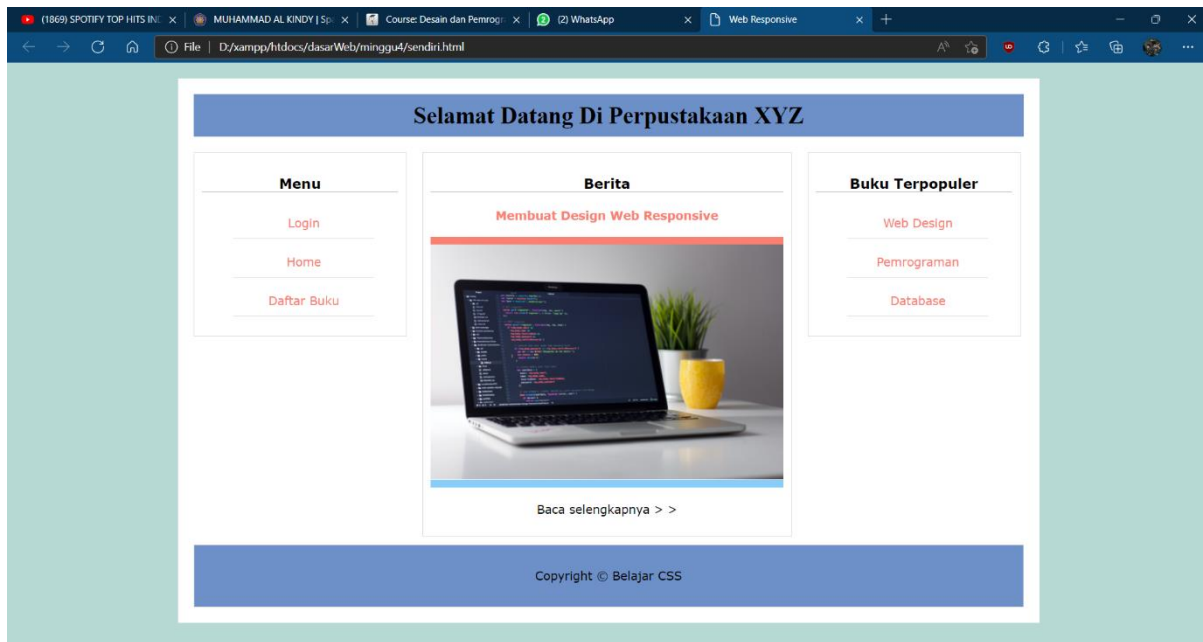 (1869) SPOTIFY TOP HITS IN
MUHAMMAD AL KINDY | Sp
Course: Desain dan Pemrogr
(2) WhatsApp
Web Responsive
File | D:/xampp/htdocs/dasarWeb/minggu4/sendiri.html
Selamat Datang Di Perpustakaan XYZ
Menu
Login
Home
Daftar Buku
Berita
Membuat Design Web Responsive
Baca selengkapnya > >
Buku Terpopuler
Web Design
Pemrograman
Database
Copyright © Belajar CSS